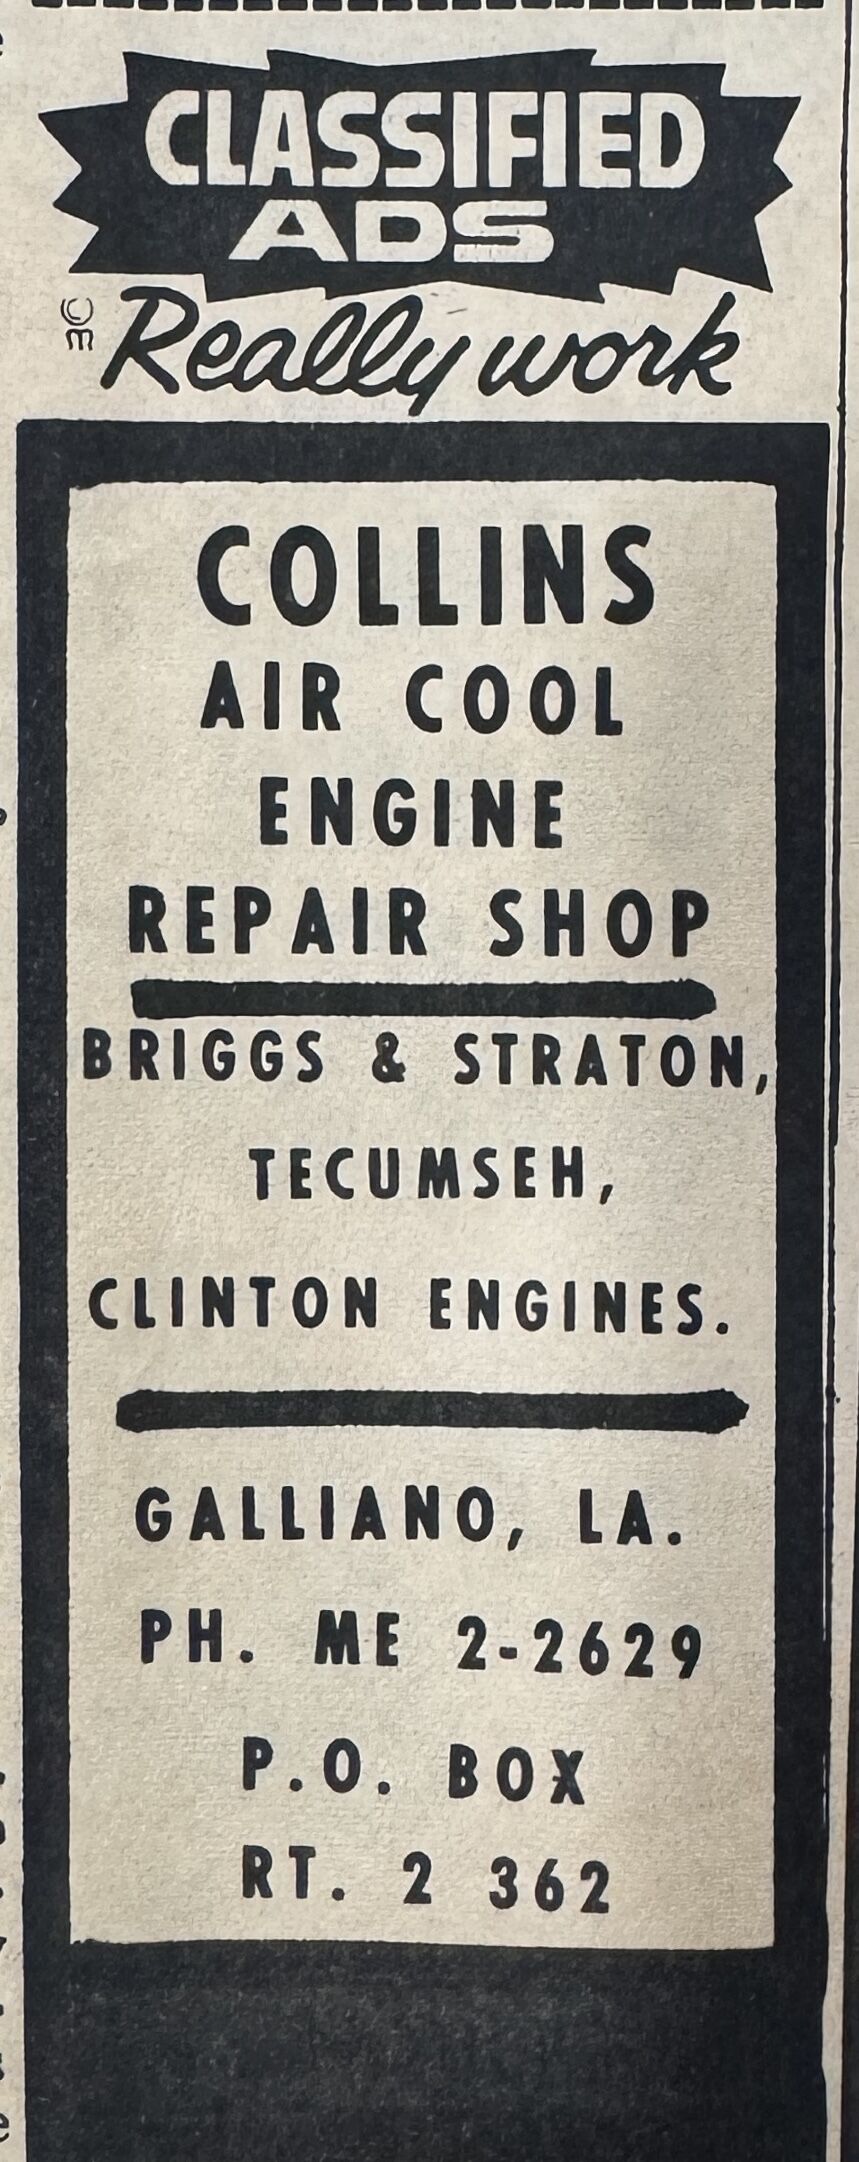 CLASSIFIED
ADS
Really work
COLLINS
AIR COOL
ENGINE
REPAIR SHOP
BRIGGS & STRATON,
TECUMSEH,
CLINTON ENGINES.
GALLIANO, LA.
PH. ME 2-2629
P.O. BOX
RT. 2 362